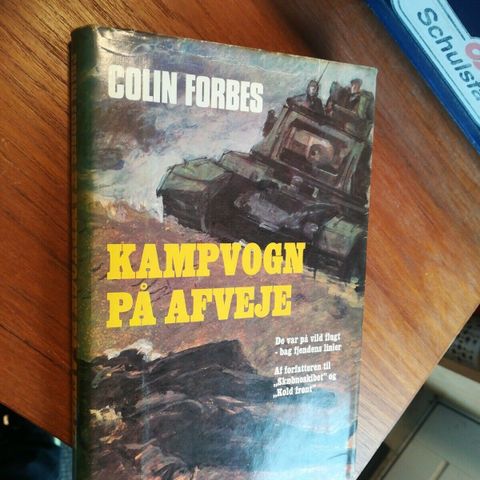 COLIN FORBES
KAMPVOGN
PÅ AFVEJE
De var på vild flugt
- bag fjendens linier
Af forfatteren til
„Skæbneskibet” og
„Kold front”